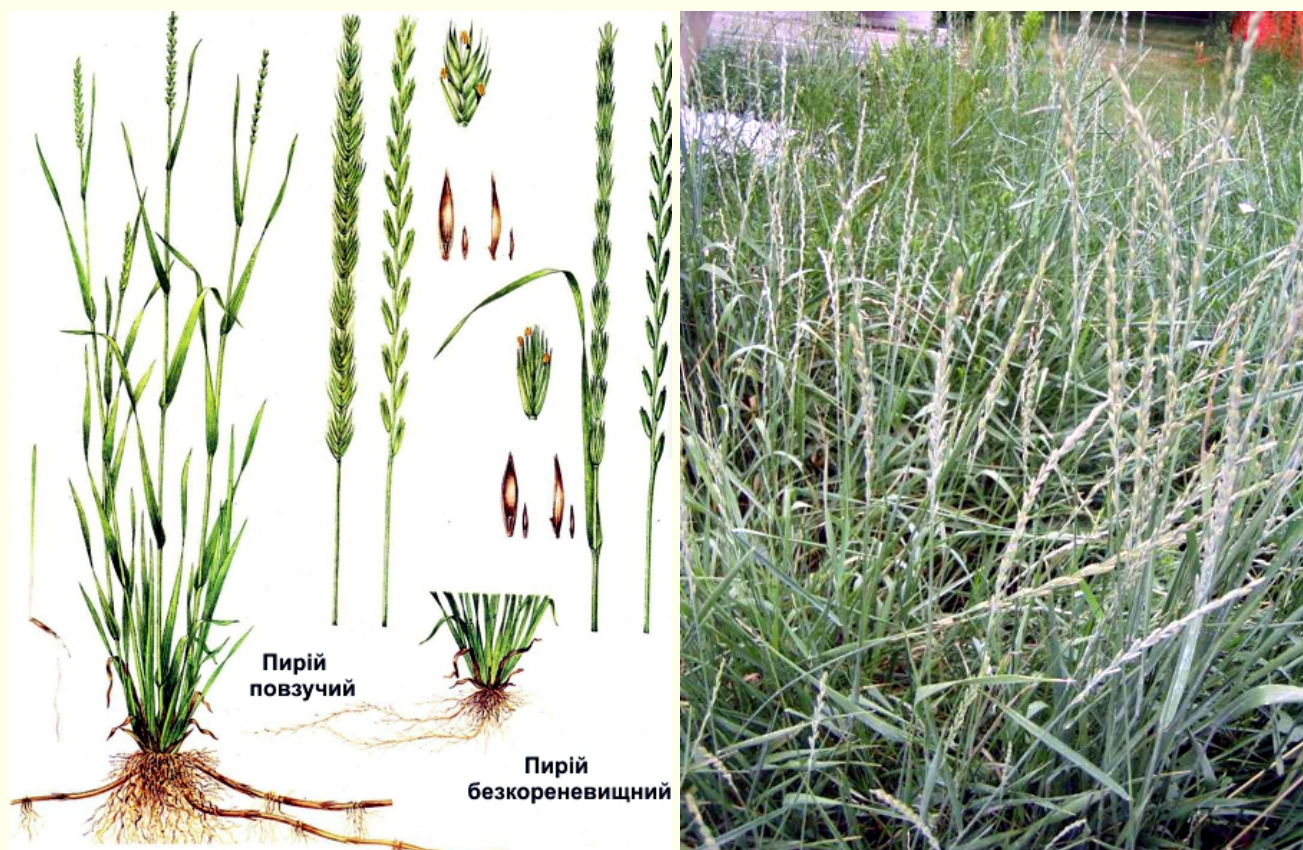 Пирій
повзучий
Пирій
безкореневищний